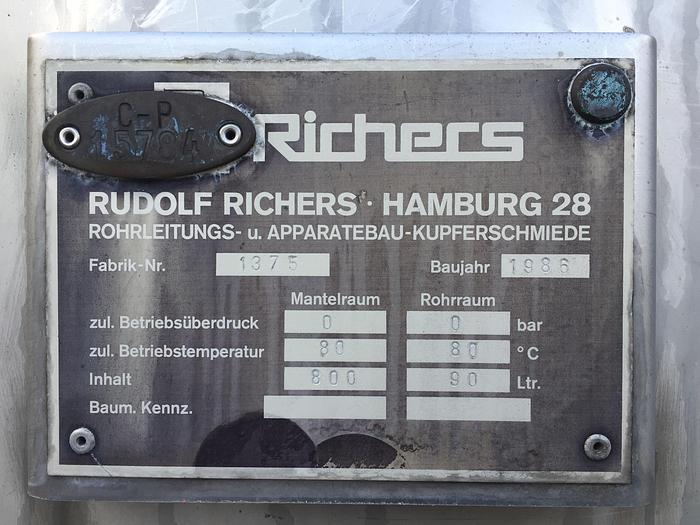 C-P
15784
Richers
RUDOLF RICHERS · HAMBURG 28
ROHRLEITUNGS- u. APPARATEBAU-KUPFERSCHMIEDE
Fabrik-Nr. 1375 Baujahr 1986
Mantelraum Rohrraum
zul. Betriebsüberdruck 0 0 bar
zul. Betriebstemperatur 80 80 °C
Inhalt 800 90 Ltr.
Baum. Kennz.